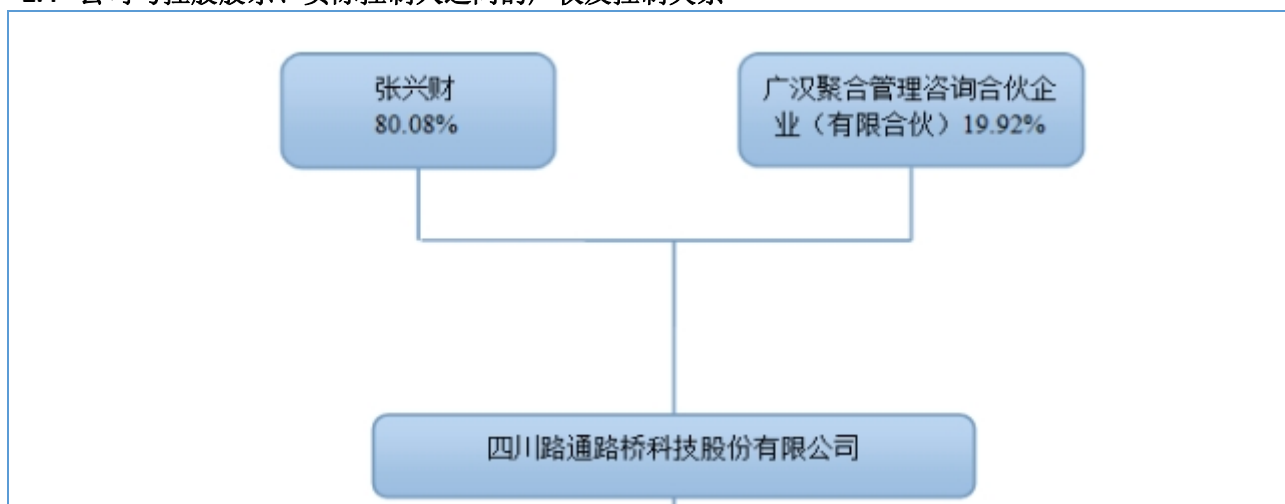 张兴财
80.08%
广汉聚合管理咨询合伙企
业（有限合伙）19.92%
四川路通路桥科技股份有限公司